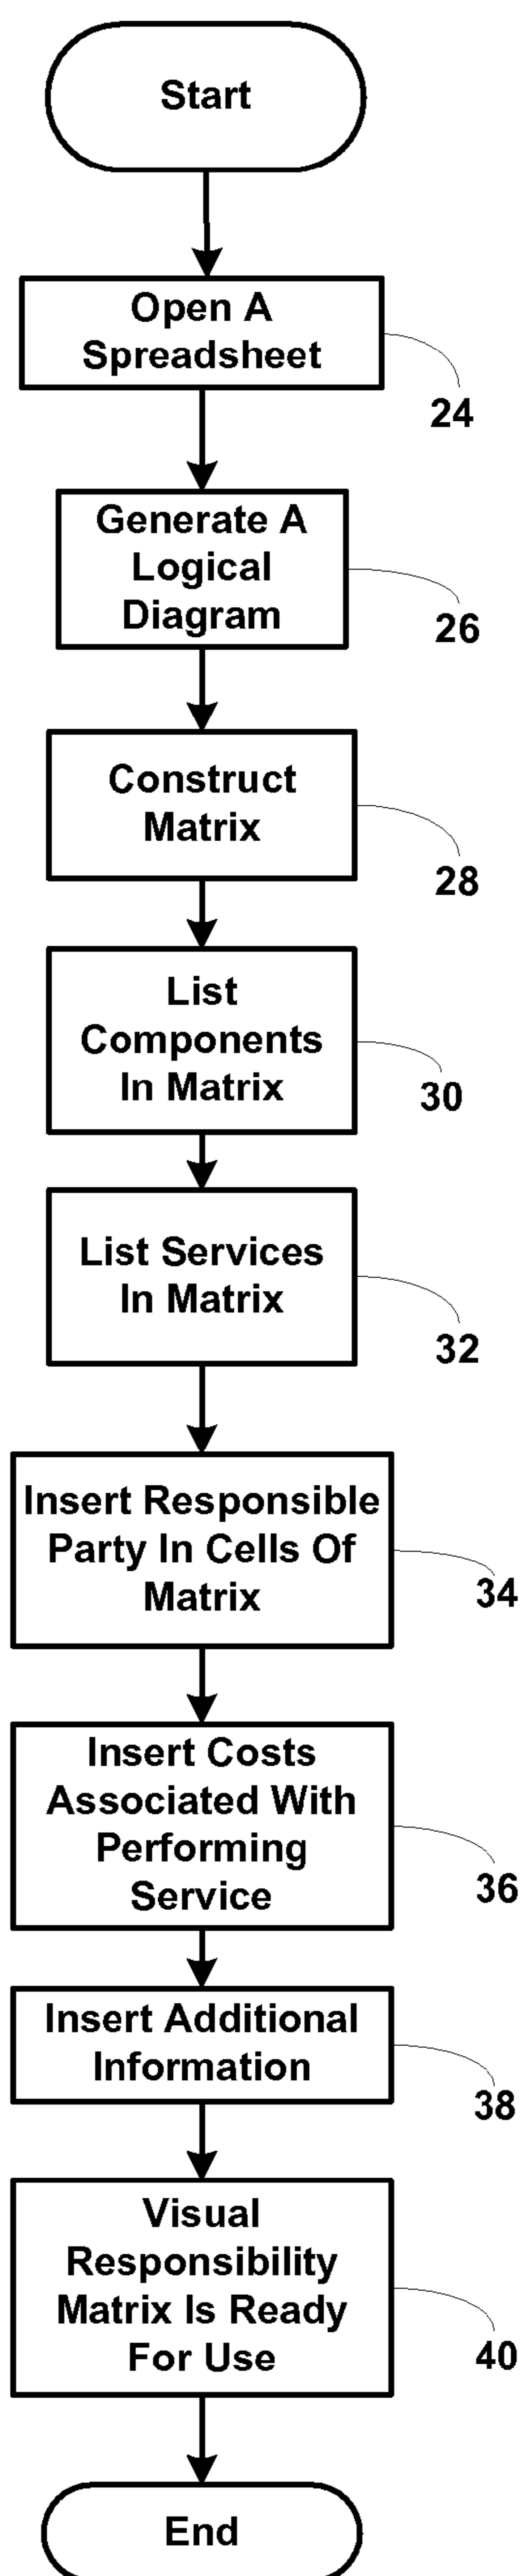 Start
Open A
Spreadsheet
24
Generate A
Logical
Diagram
26
Construct
Matrix
28
List
Components
In Matrix
30
List Services
In Matrix
32
Insert Responsible
Party In Cells Of
Matrix
34
Insert Costs
Associated With
Performing
Service
36
Insert Additional
Information
38
Visual
Responsibility
Matrix Is Ready
For Use
40
End